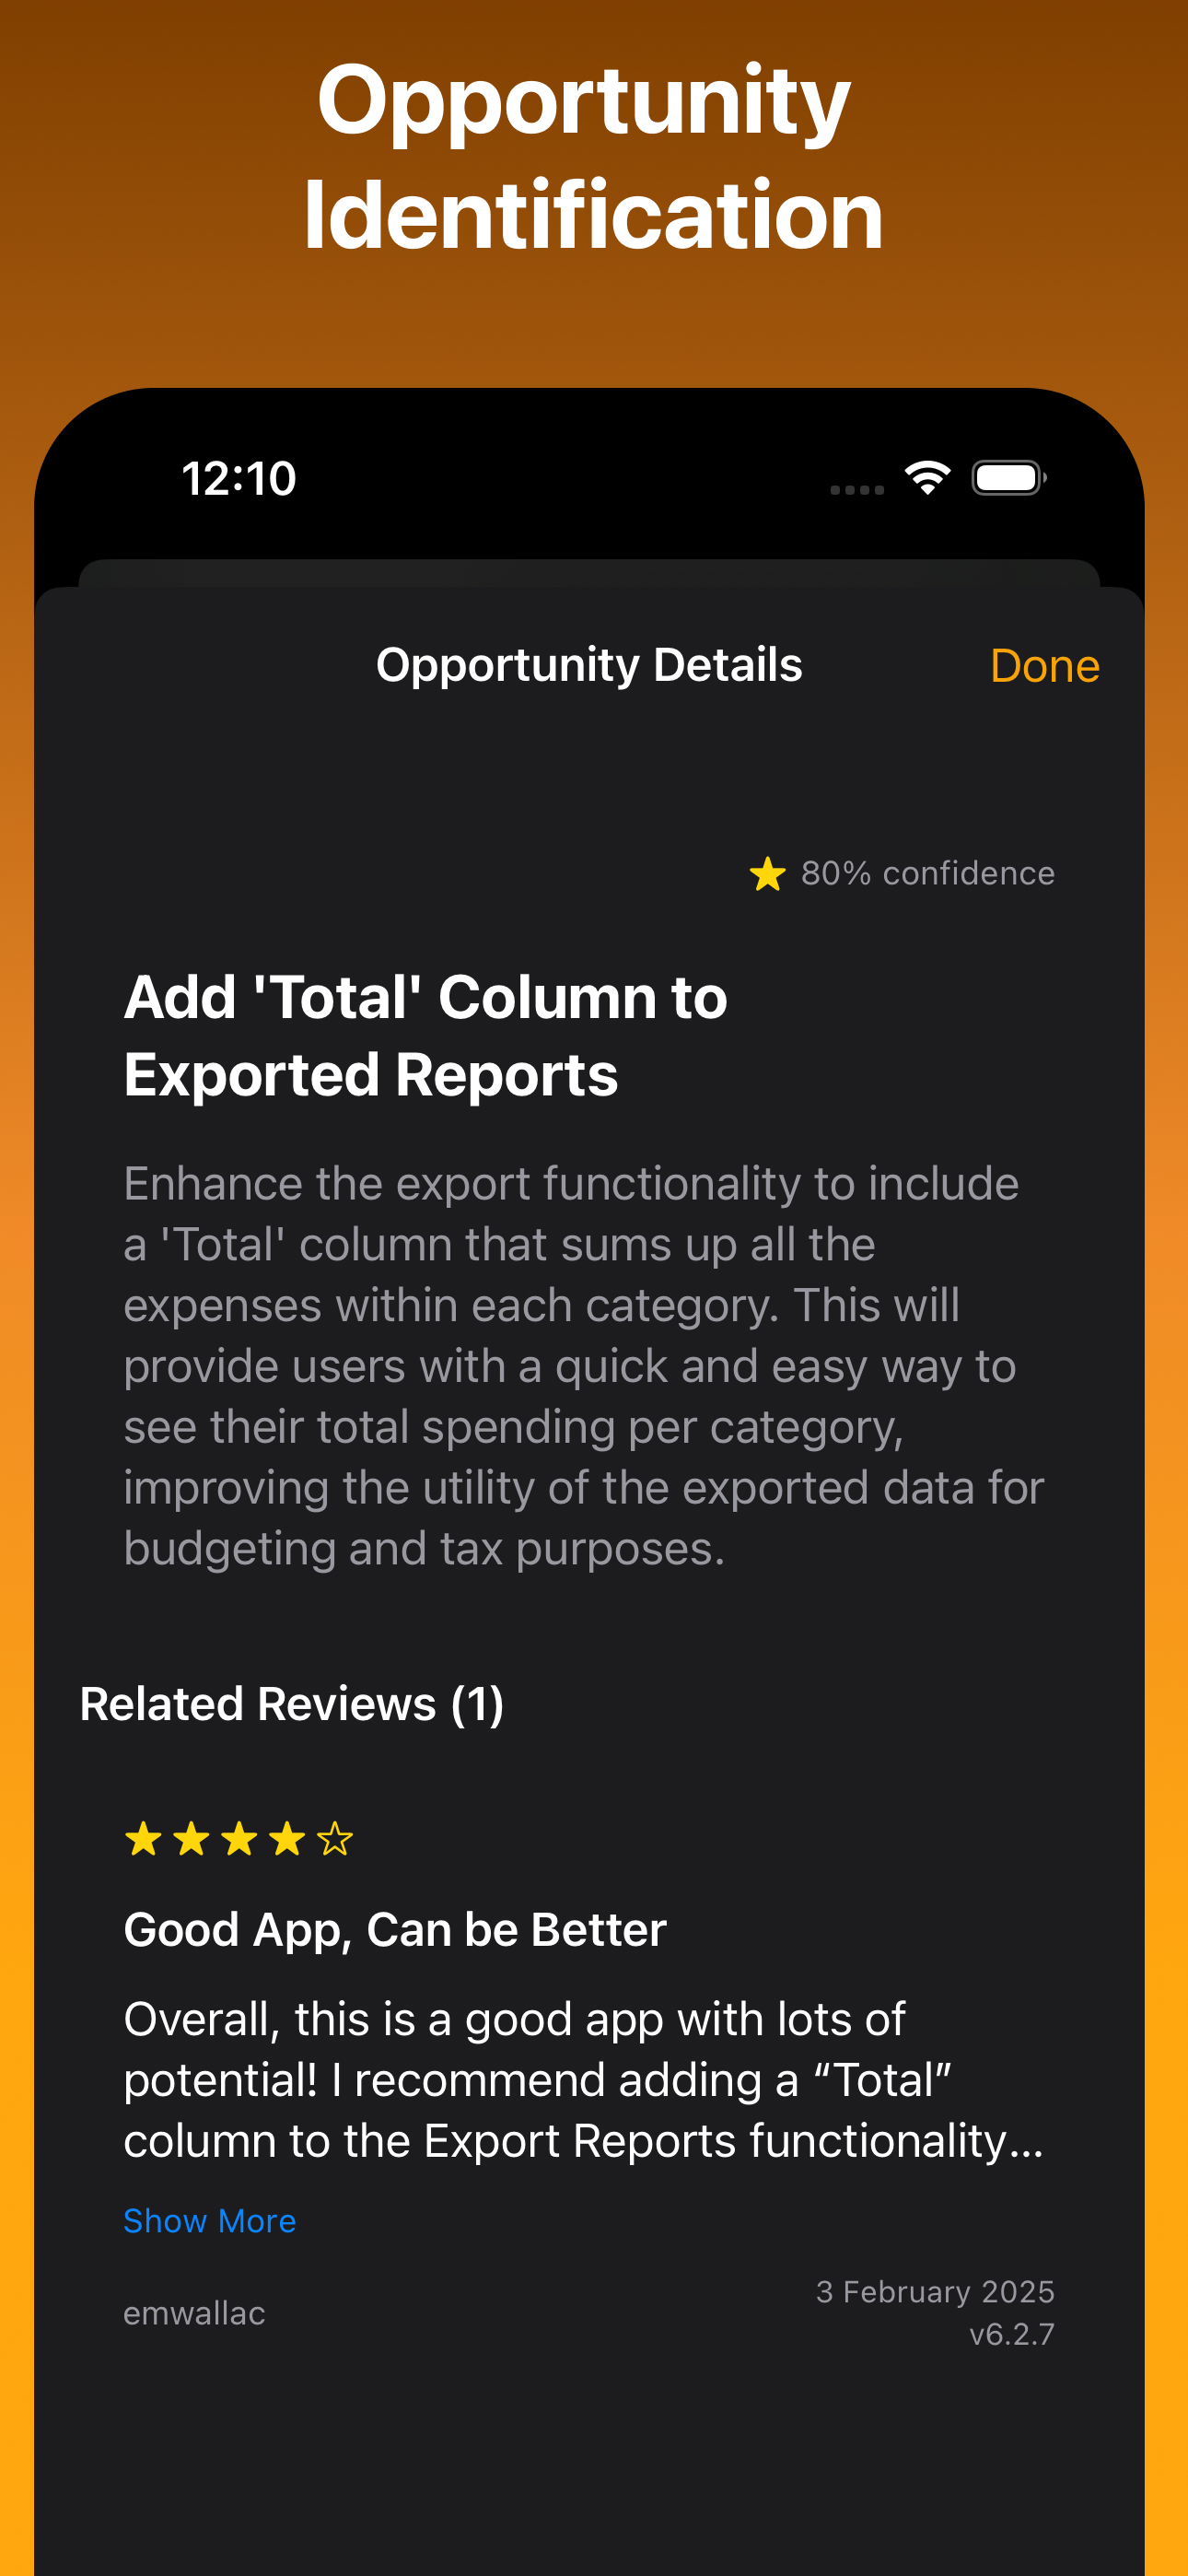 Opportunity
Identification
12:10
Opportunity Details
Done
80% confidence
Add 'Total' Column to
Exported Reports
Enhance the export functionality to include
a 'Total' column that sums up all the
expenses within each category. This will
provide users with a quick and easy way to
see their total spending per category,
improving the utility of the exported data for
budgeting and tax purposes.
Related Reviews (1)
Good App, Can be Better
Overall, this is a good app with lots of
potential! I recommend adding a “Total”
column to the Export Reports functionality...
Show More
emwallac
3 February 2025
v6.2.7